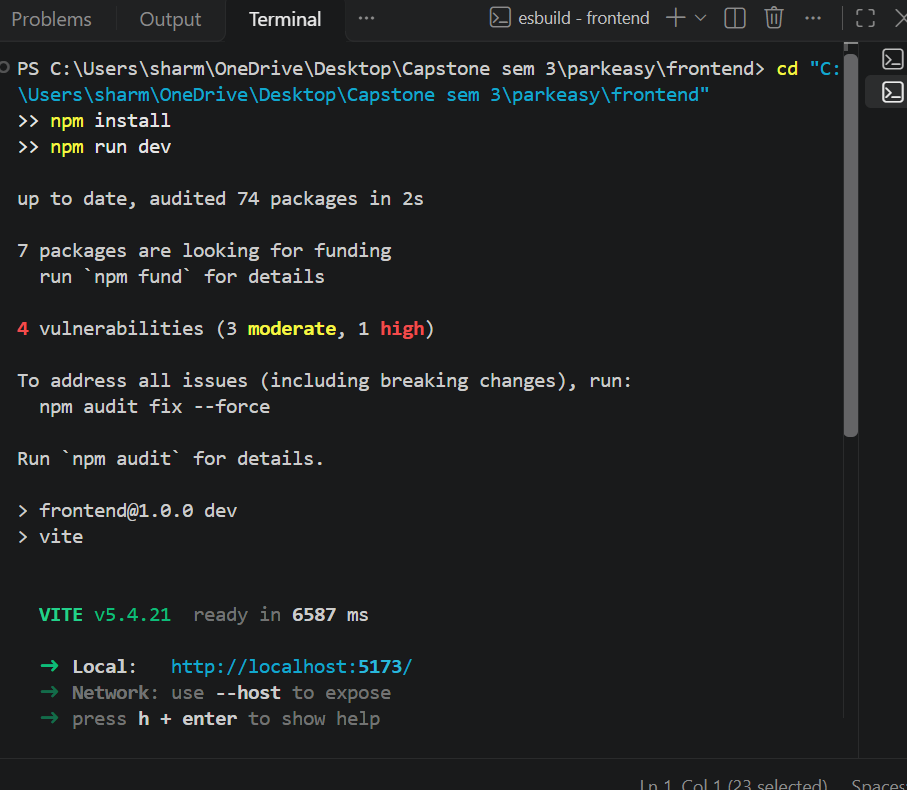 Problems Output Terminal ··· esbuild - frontend
PS C:\Users\sharm\OneDrive\Desktop\Capstone sem 3\parkeasy\frontend> cd "C:
\Users\sharm\OneDrive\Desktop\Capstone sem 3\parkeasy\frontend"
>> npm install
>> npm run dev
up to date, audited 74 packages in 2s
7 packages are looking for funding
run `npm fund` for details
4 vulnerabilities (3 moderate, 1 high)
To address all issues (including breaking changes), run:
npm audit fix --force
Run `npm audit` for details.
> frontend@1.0.0 dev
> vite
VITE v5.4.21 ready in 6587 ms
➜ Local: http://localhost:5173/
➜ Network: use --host to expose
➜ press h + enter to show help
Ln 1, Col 1 (23 selected) Spaces